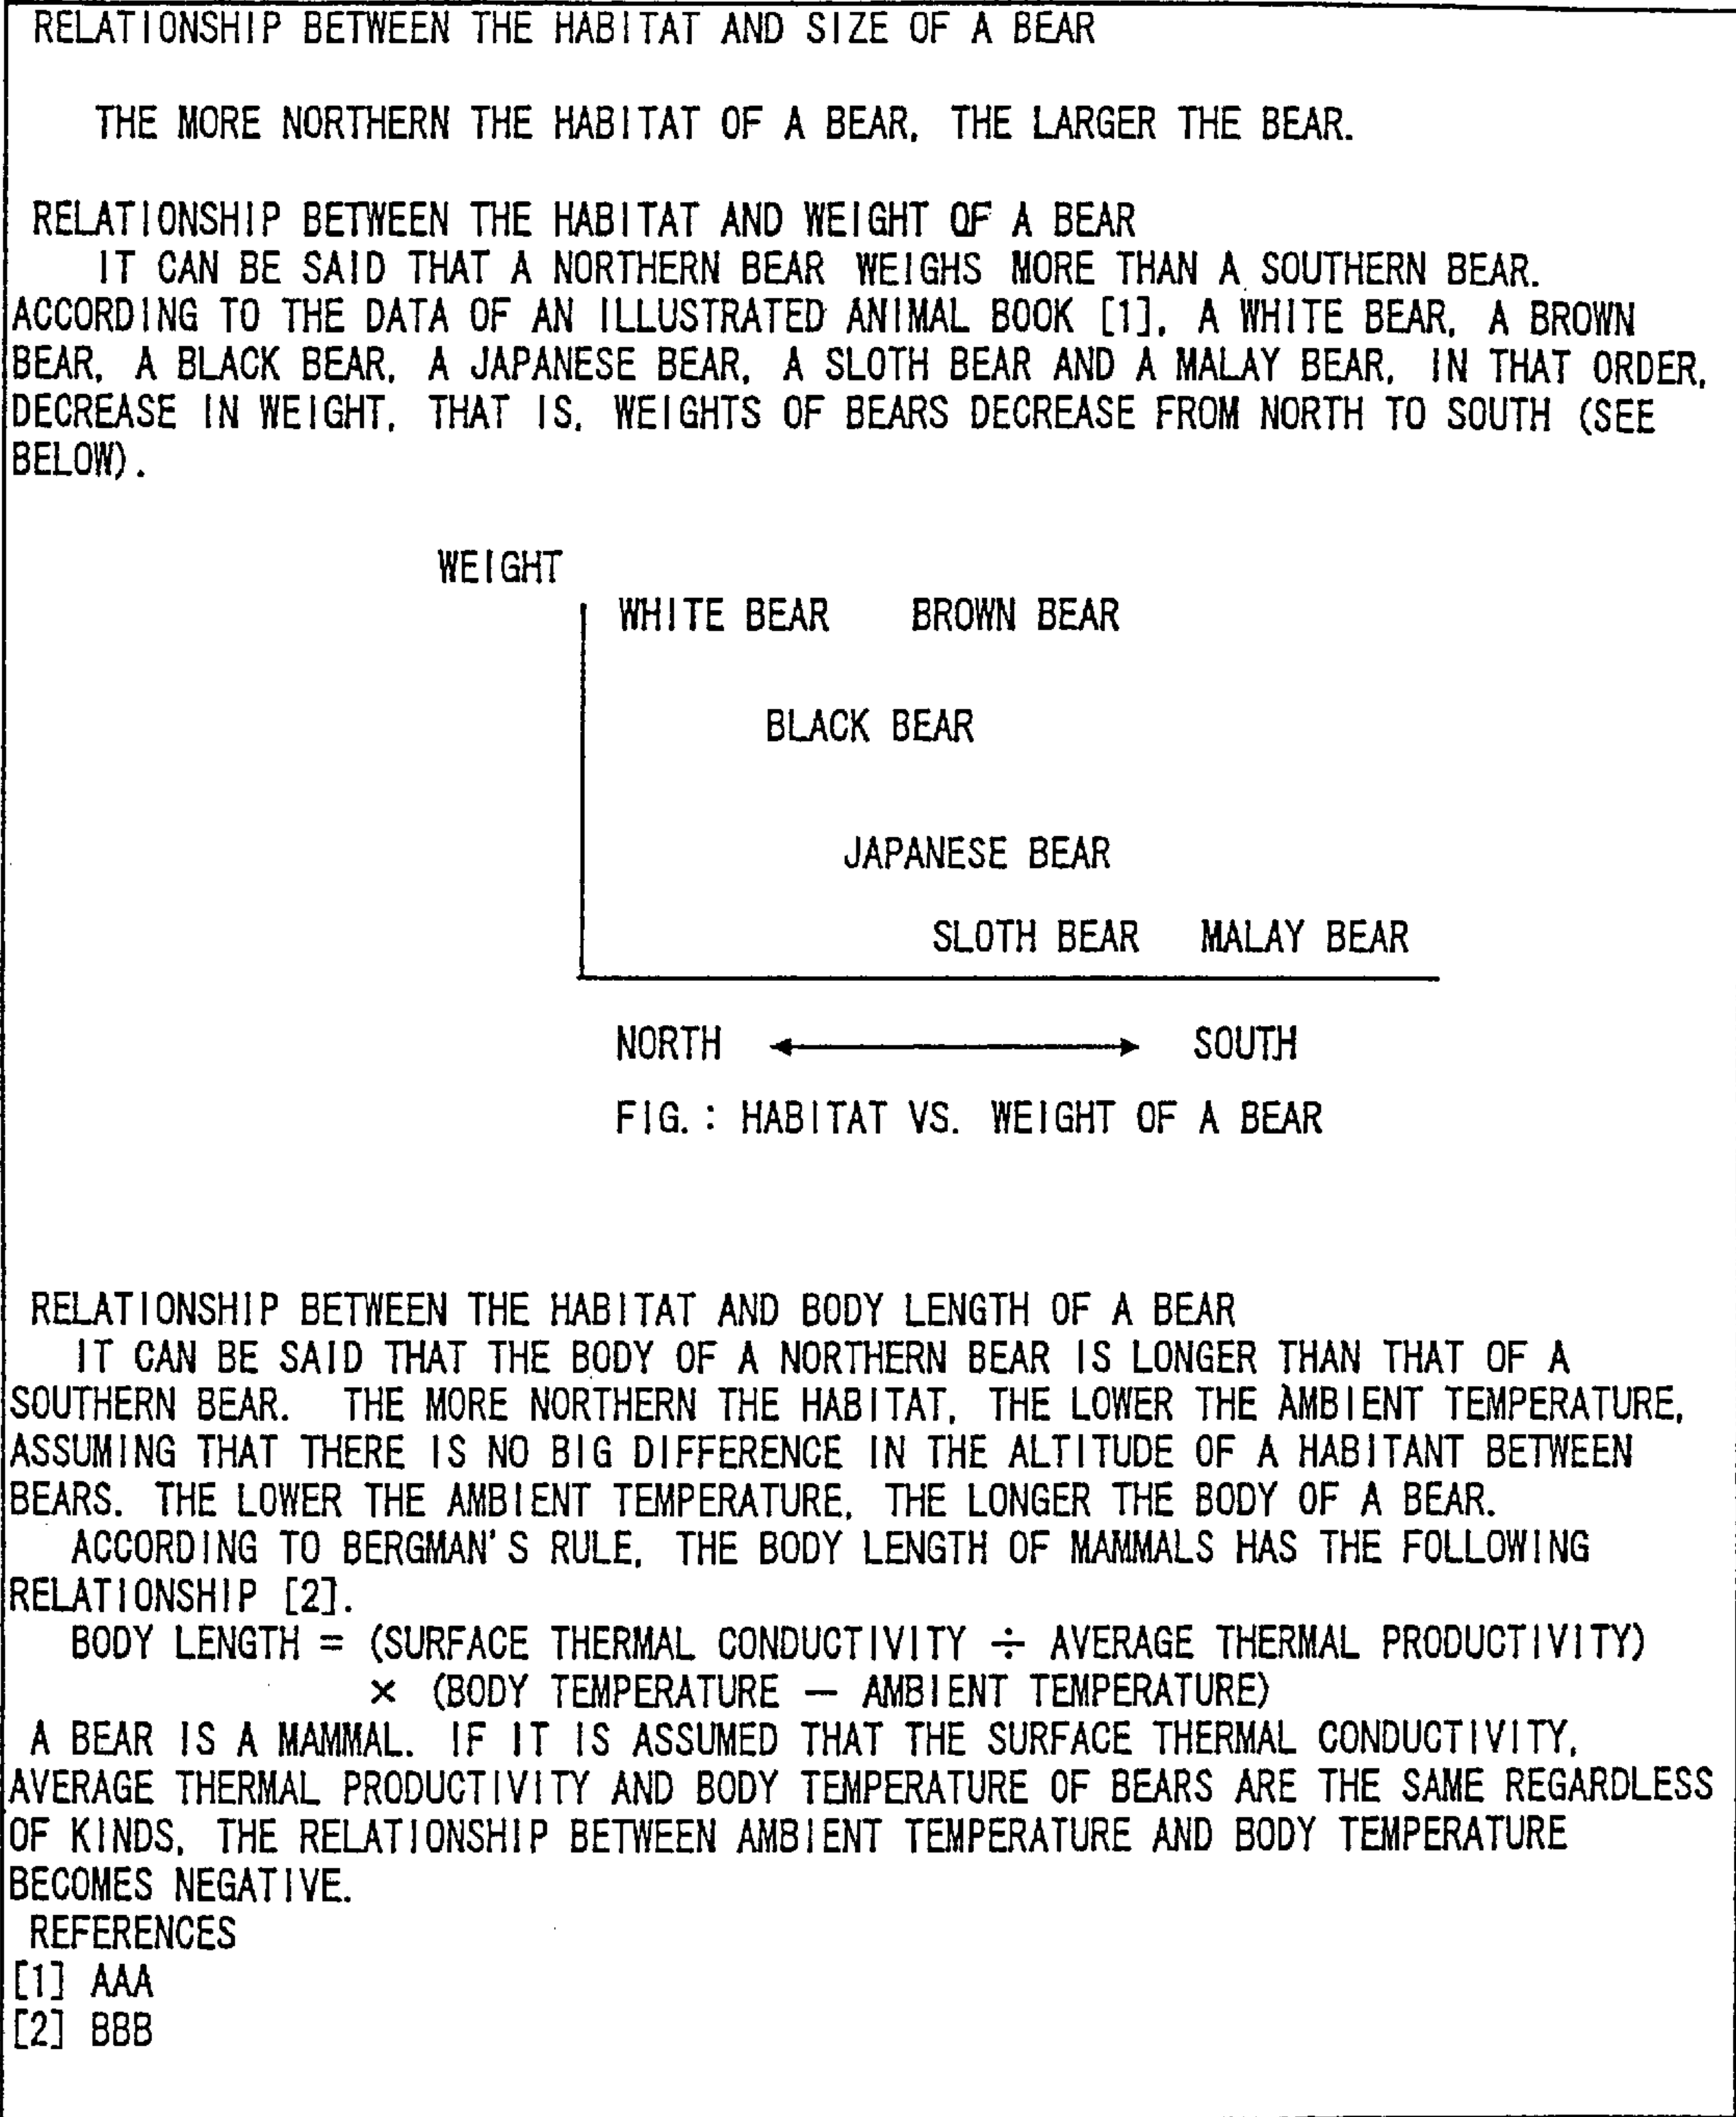 RELATIONSHIP BETWEEN THE HABITAT AND SIZE OF A BEAR
THE MORE NORTHERN THE HABITAT OF A BEAR, THE LARGER THE BEAR.
RELATIONSHIP BETWEEN THE HABITAT AND WEIGHT OF A BEAR
IT CAN BE SAID THAT A NORTHERN BEAR WEIGHS MORE THAN A SOUTHERN BEAR.
ACCORDING TO THE DATA OF AN ILLUSTRATED ANIMAL BOOK [1], A WHITE BEAR, A BROWN
BEAR, A BLACK BEAR, A JAPANESE BEAR, A SLOTH BEAR AND A MALAY BEAR, IN THAT ORDER,
DECREASE IN WEIGHT, THAT IS, WEIGHTS OF BEARS DECREASE FROM NORTH TO SOUTH (SEE
BELOW).
WEIGHT
WHITE BEAR BROWN BEAR
BLACK BEAR
JAPANESE BEAR
SLOTH BEAR MALAY BEAR
NORTH SOUTH
FIG.: HABITAT VS. WEIGHT OF A BEAR
RELATIONSHIP BETWEEN THE HABITAT AND BODY LENGTH OF A BEAR
IT CAN BE SAID THAT THE BODY OF A NORTHERN BEAR IS LONGER THAN THAT OF A
SOUTHERN BEAR. THE MORE NORTHERN THE HABITAT, THE LOWER THE AMBIENT TEMPERATURE,
ASSUMING THAT THERE IS NO BIG DIFFERENCE IN THE ALTITUDE OF A HABITANT BETWEEN
BEARS. THE LOWER THE AMBIENT TEMPERATURE, THE LONGER THE BODY OF A BEAR.
ACCORDING TO BERGMAN'S RULE, THE BODY LENGTH OF MAMMALS HAS THE FOLLOWING
RELATIONSHIP [2].
BODY LENGTH = (SURFACE THERMAL CONDUCTIVITY ÷ AVERAGE THERMAL PRODUCTIVITY)
× (BODY TEMPERATURE — AMBIENT TEMPERATURE)
A BEAR IS A MAMMAL. IF IT IS ASSUMED THAT THE SURFACE THERMAL CONDUCTIVITY,
AVERAGE THERMAL PRODUCTIVITY AND BODY TEMPERATURE OF BEARS ARE THE SAME REGARDLESS
OF KINDS, THE RELATIONSHIP BETWEEN AMBIENT TEMPERATURE AND BODY TEMPERATURE
BECOMES NEGATIVE.
REFERENCES
[1] AAA
[2] BBB